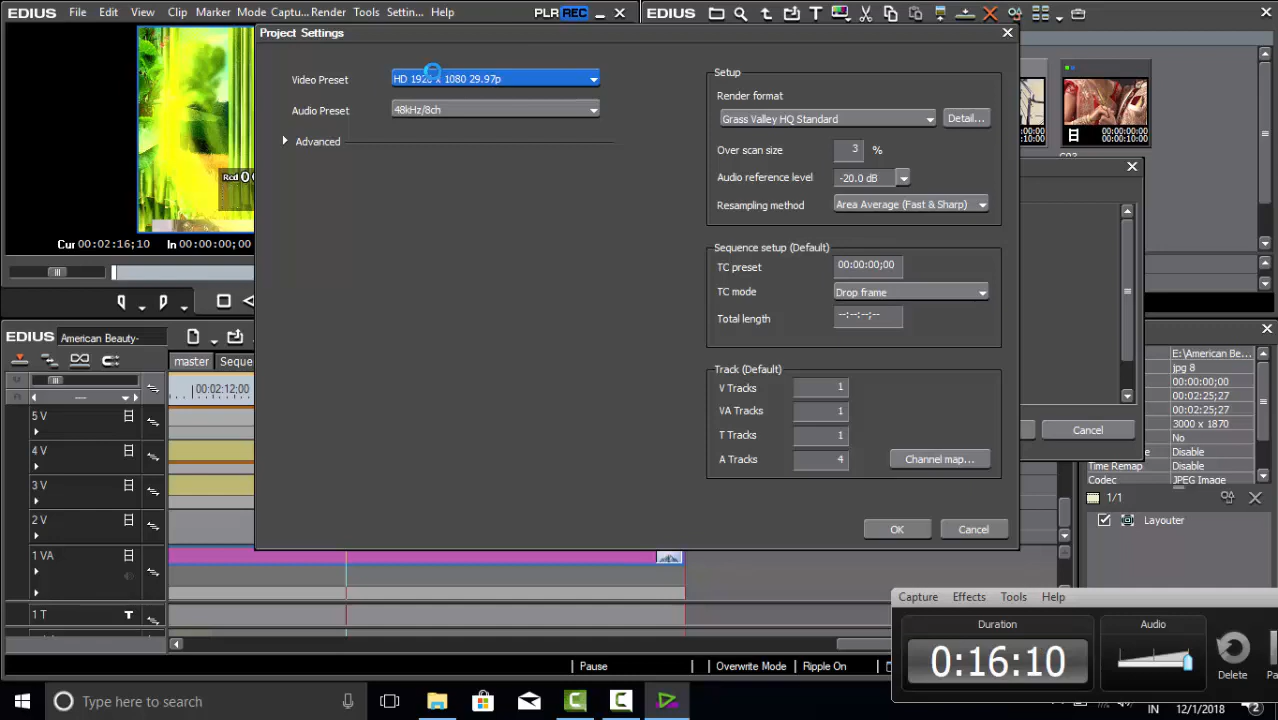 EDIUS File Edit View Clip Marker Mode Captu... Render Tools Settin... Help PLR REC
EDIUS
Project Settings
Video Preset HD 1920 x 1080 29.97p
Audio Preset 48kHz/8ch
Advanced
Setup
Render format
Grass Valley HQ Standard Detail...
Over scan size 3 %
Audio reference level -20.0 dB
Resampling method Area Average (Fast & Sharp)
Sequence setup (Default)
TC preset 00:00:00;00
TC mode Drop frame
Total length --:--:--;--
Track (Default)
V Tracks 1
VA Tracks 1
T Tracks 1
A Tracks 4 Channel map...
OK Cancel
Rcd
Cur 00:02:16;10 In 00:00:00;00
00:00:10:00
00:00:00:00
Cancel
EDIUS American Beauty-
master Seque
00:02:12;00
5 V
4 V
3 V
2 V
1 VA
1 T T
E:\American Be...
jpg 8
00:00:00;00
00:02:25;27
00:02:25;27
3000 x 1870
No
Disable
Time Remap Disable
Codec JPEG Image
1/1
Layouter
Capture Effects Tools Help
Duration Audio
0:16:10
Delete
Pause Overwrite Mode Ripple On
Type here to search
IN 12/1/2018 2